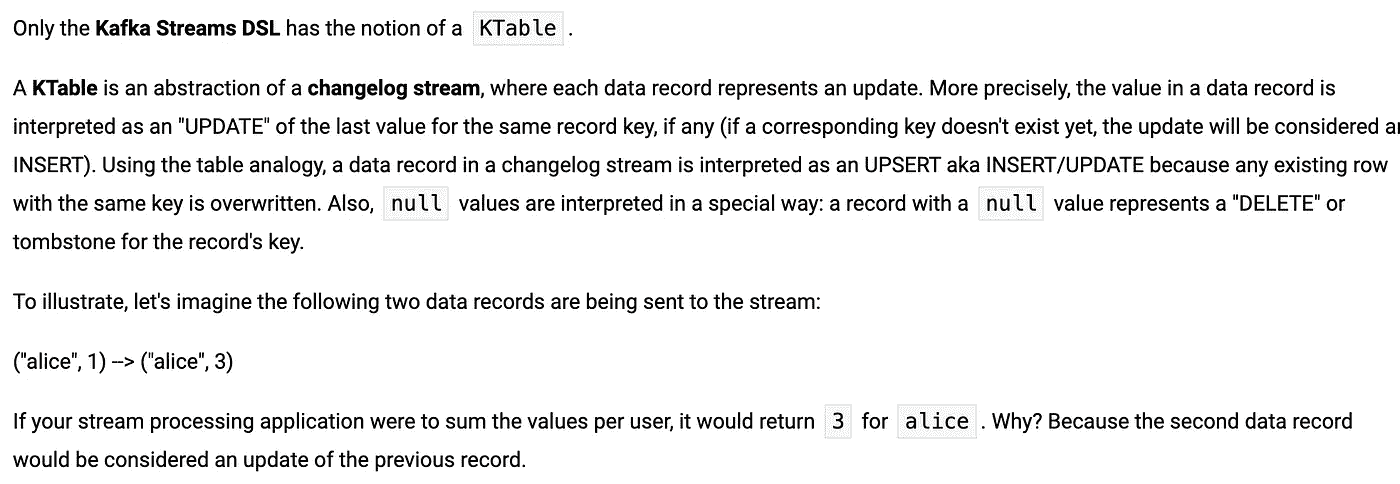 Only the Kafka Streams DSL has the notion of a KTable .
A KTable is an abstraction of a changelog stream, where each data record represents an update. More precisely, the value in a data record is
interpreted as an "UPDATE" of the last value for the same record key, if any (if a corresponding key doesn't exist yet, the update will be considered
INSERT). Using the table analogy, a data record in a changelog stream is interpreted as an UPSERT aka INSERT/UPDATE because any existing row
with the same key is overwritten. Also, null values are interpreted in a special way: a record with a null value represents a "DELETE" or
tombstone for the record's key.
To illustrate, let's imagine the following two data records are being sent to the stream:
("alice", 1) --> ("alice", 3)
If your stream processing application were to sum the values per user, it would return 3 for alice . Why? Because the second data record
would be considered an update of the previous record.